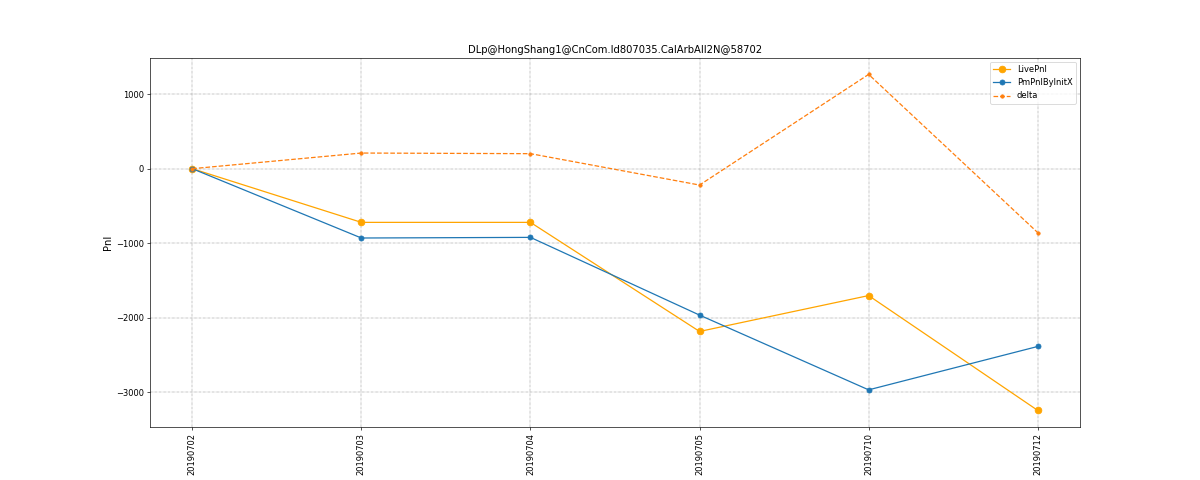 DLp@HongShang1@CnCom.Id807035.CalArbAll2N@58702
LivePnl
PmPnlByInitX
delta
Pnl
1000
0
−1000
−2000
−3000
20190702
20190703
20190704
20190705
20190710
20190712